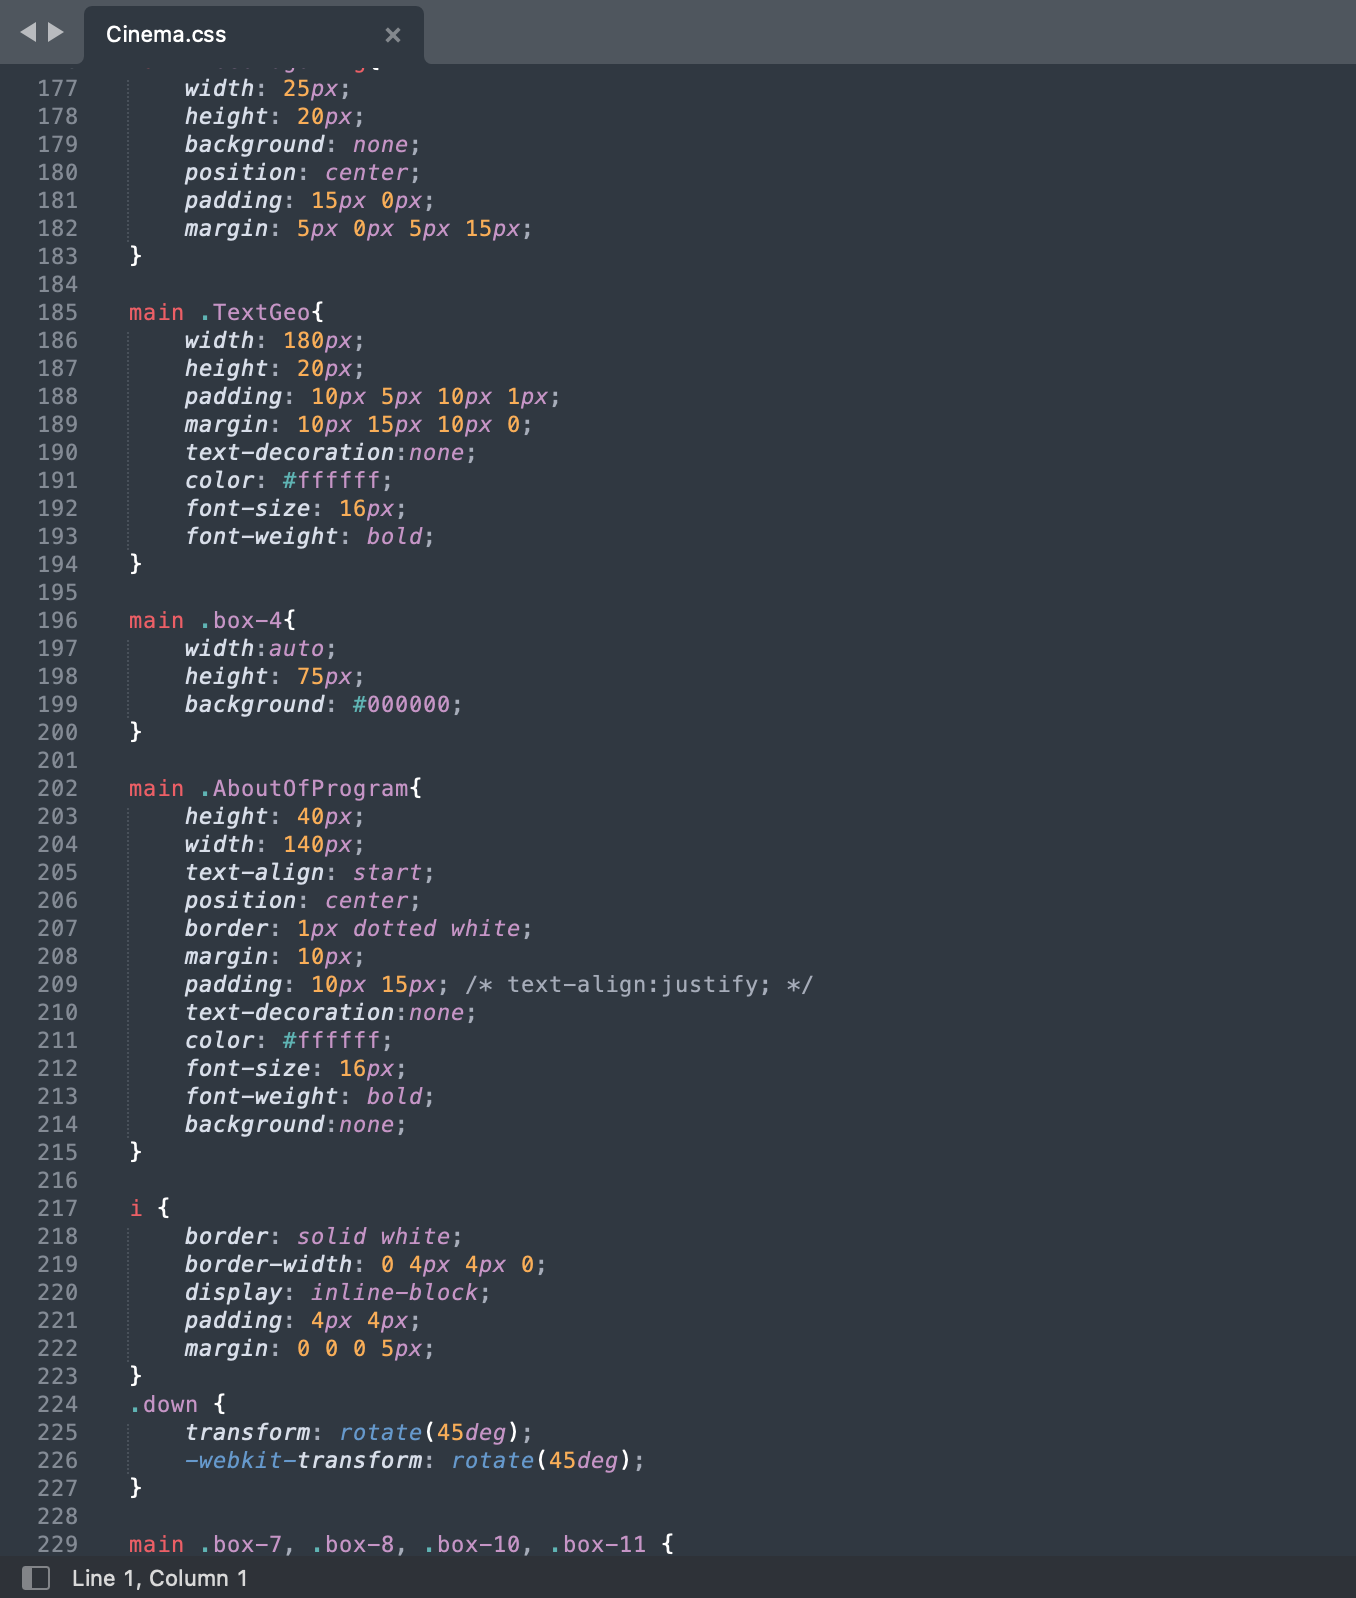 Cinema.css
177 width: 25px;
178 height: 20px;
179 background: none;
180 position: center;
181 padding: 15px 0px;
182 margin: 5px 0px 5px 15px;
183 }
184
185 main .TextGeo{
186 width: 180px;
187 height: 20px;
188 padding: 10px 5px 10px 1px;
189 margin: 10px 15px 10px 0;
190 text-decoration:none;
191 color: #ffffff;
192 font-size: 16px;
193 font-weight: bold;
194 }
195
196 main .box-4{
197 width:auto;
198 height: 75px;
199 background: #000000;
200 }
201
202 main .AboutOfProgram{
203 height: 40px;
204 width: 140px;
205 text-align: start;
206 position: center;
207 border: 1px dotted white;
208 margin: 10px;
209 padding: 10px 15px; /* text-align:justify; */
210 text-decoration:none;
211 color: #ffffff;
212 font-size: 16px;
213 font-weight: bold;
214 background:none;
215 }
216
217 i {
218 border: solid white;
219 border-width: 0 4px 4px 0;
220 display: inline-block;
221 padding: 4px 4px;
222 margin: 0 0 0 5px;
223 }
224 .down {
225 transform: rotate(45deg);
226 -webkit-transform: rotate(45deg);
227 }
228
229 main .box-7, .box-8, .box-10, .box-11 {
Line 1, Column 1